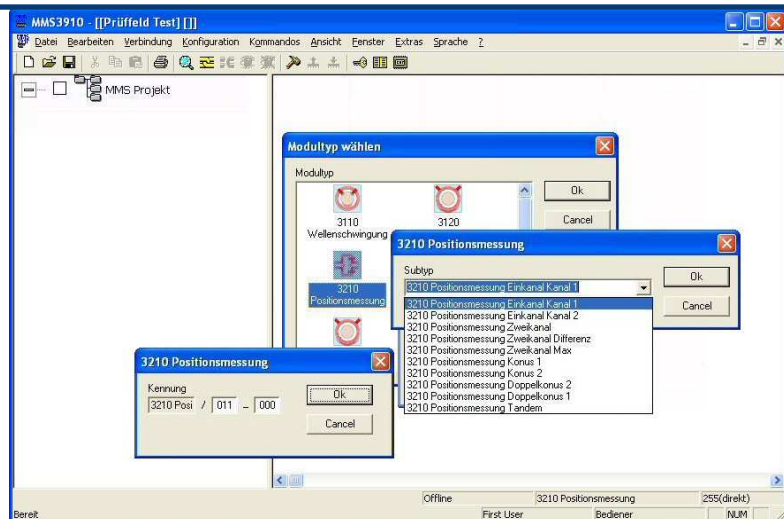 MMS3910 - [[Prüffeld Test] []]
Datei Bearbeiten Verbindung Konfiguration Kommandos Ansicht Fenster Extras Sprache ?
MMS Projekt
Modultyp wählen
Modultyp
3110
Wellenschwingung
3120
3210
Positionsmessung
Ok
Cancel
3210 Positionsmessung
Subtyp
3210 Positionsmessung Einkanal Kanal 1
Ok
Cancel
3210 Positionsmessung Einkanal Kanal 1
3210 Positionsmessung Einkanal Kanal 2
3210 Positionsmessung Zweikanal
3210 Positionsmessung Zweikanal Differenz
3210 Positionsmessung Zweikanal Max
3210 Positionsmessung Konus 1
3210 Positionsmessung Konus 2
3210 Positionsmessung Doppelkonus 2
3210 Positionsmessung Doppelkonus 1
3210 Positionsmessung Tandem
3210 Positionsmessung
Kennung
3210 Posi / 011 - 000
Ok
Cancel
Offline 3210 Positionsmessung 255(direkt)
Bereit First User Bediener NUM